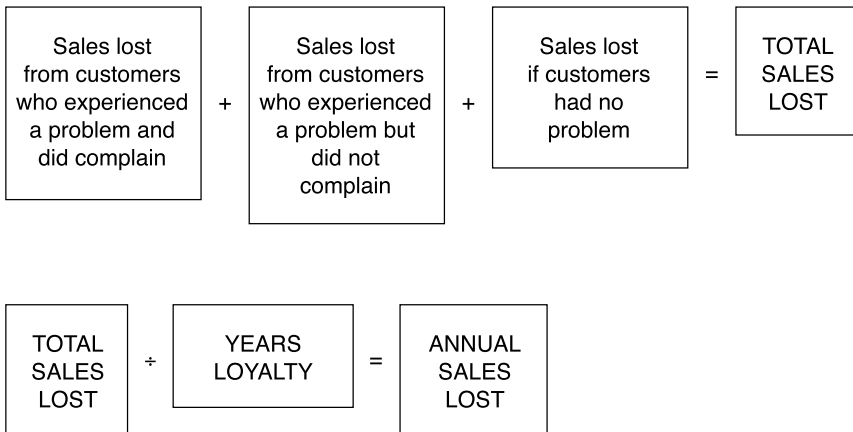 Sales lost
from customers
who experienced
a problem and
did complain
+
Sales lost
from customers
who experienced
a problem but
did not
complain
+
Sales lost
if customers
had no
problem
=
TOTAL
SALES
LOST
TOTAL
SALES
LOST
÷
YEARS
LOYALTY
=
ANNUAL
SALES
LOST